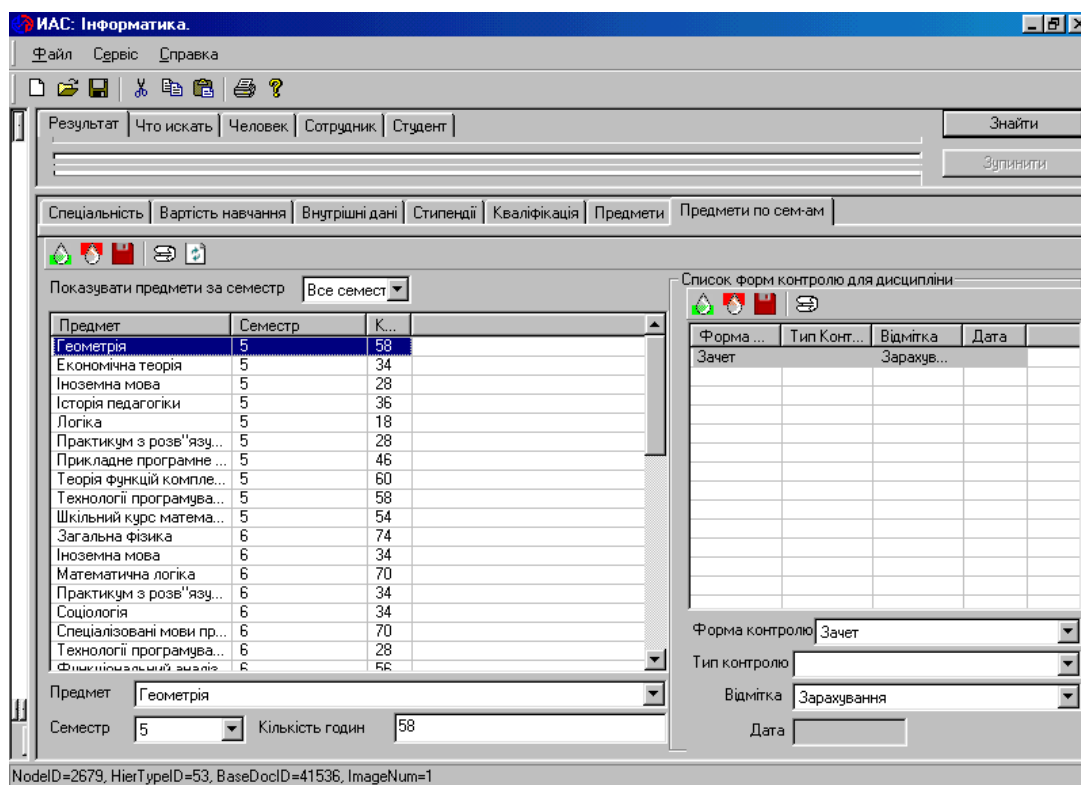 ИАС: Інформатика.
Файл Сервіс Справка
Результат Что искать Человек Сотрудник Студент
Знайти
Зупинити
Спеціальність Вартість навчання Внутрішні дані Стипендії Кваліфікація Предмети Предмети по сем-ам
Показувати предмети за семестр Все семест
Предмет Семестр К...
Геометрія 5 58
Економічна теорія 5 34
Іноземна мова 5 28
Історія педагогіки 5 36
Логіка 5 18
Практикум з розв"язу... 5 28
Прикладне програмне ... 5 46
Теорія функцій компле... 5 60
Технології програмува... 5 58
Шкільний курс матема... 5 54
Загальна фізика 6 74
Іноземна мова 6 34
Математична логіка 6 70
Практикум з розв"язу... 6 34
Соціологія 6 34
Спеціалізовані мови пр... 6 70
Технології програмува... 6 28
Функціональний аналіз 6 56
Предмет Геометрія
Семестр 5 Кількість годин 58
Список форм контролю для дисципліни
Форма ... Тип Конт... Відмітка Дата
Зачет Зарахув...
Форма контролю Зачет
Тип контролю
Відмітка Зарахування
Дата
NodeID=2679, HierTypeID=53, BaseDocID=41536, ImageNum=1